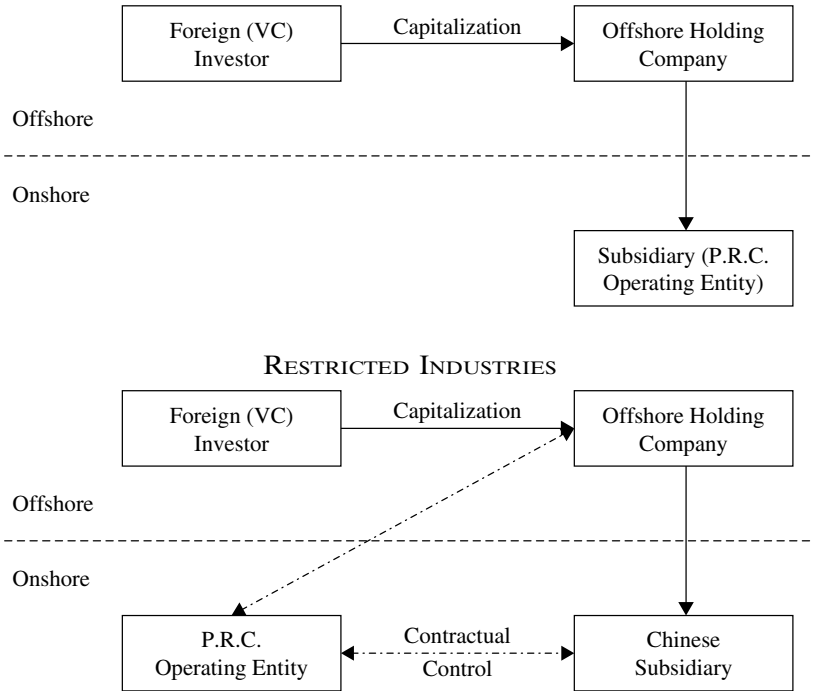 Foreign (VC)
Investor
Capitalization
Offshore Holding
Company
Offshore
Onshore
Subsidiary (P.R.C.
Operating Entity)
RESTRICTED INDUSTRIES
Foreign (VC)
Investor
Capitalization
Offshore Holding
Company
Offshore
Onshore
P.R.C.
Operating Entity
Contractual
Control
Chinese
Subsidiary